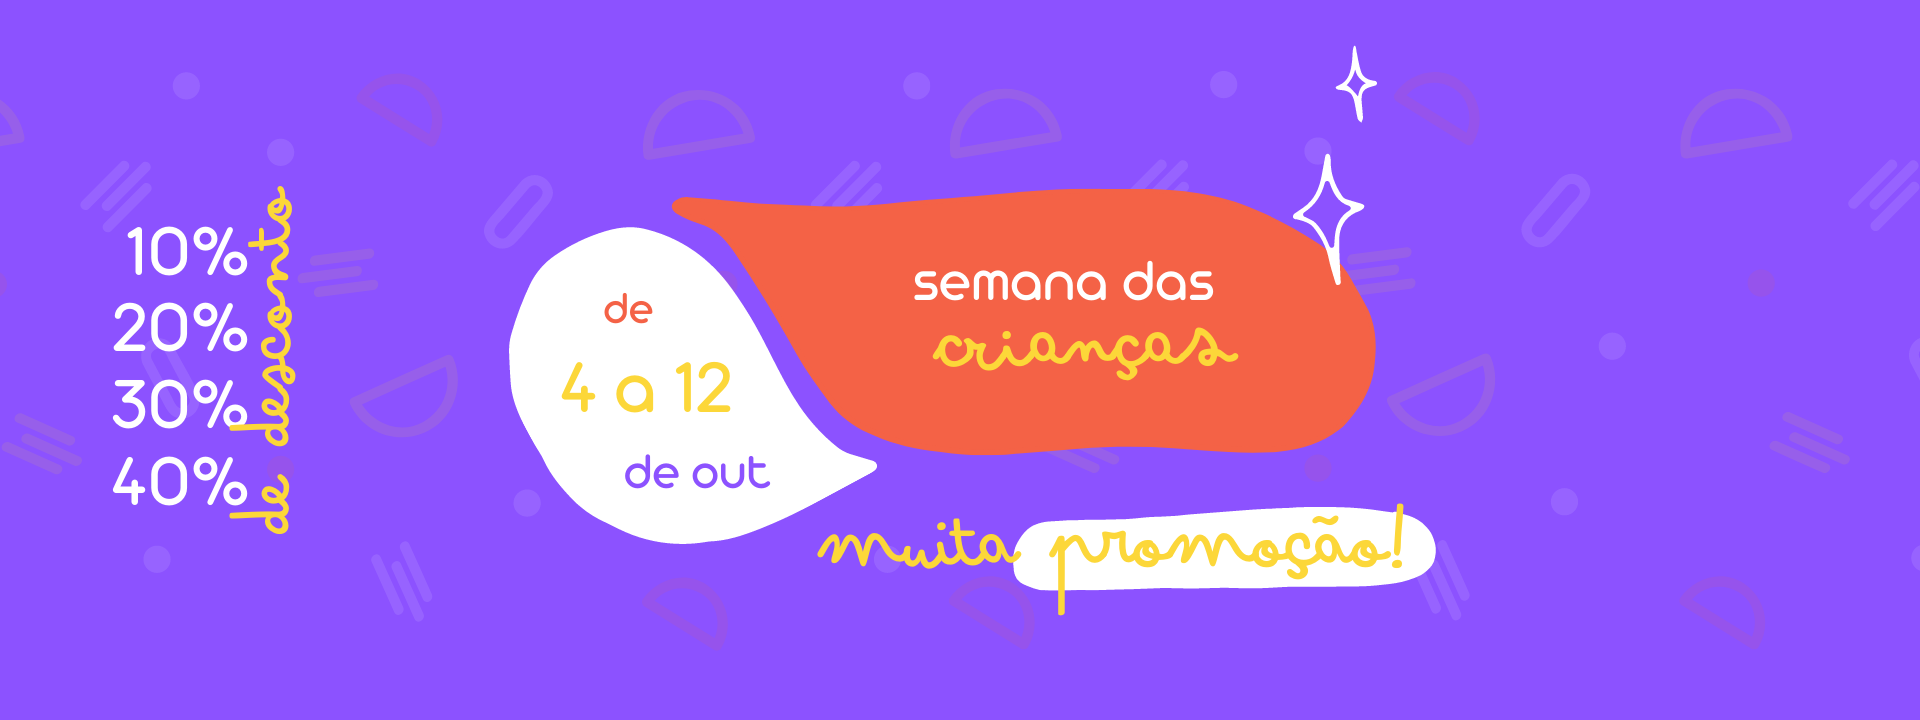 10%
20%
30%
40%
de desconto
de
4 a 12
de out
semana das
crianças
muita promoção!